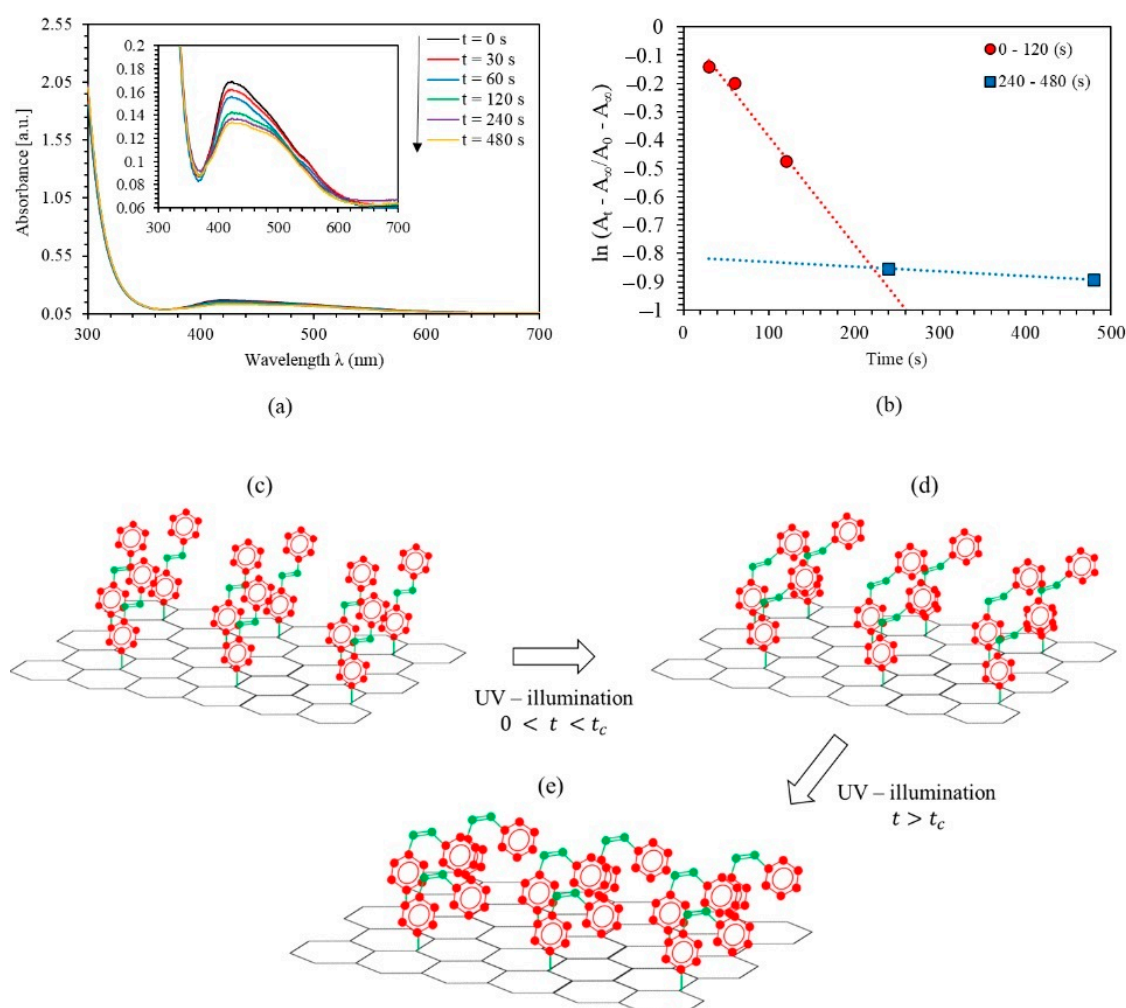 2.55
2.05
1.55
1.05
0.55
0.05
Absorbance [a.u.]
0.2
0.18
0.16
0.14
0.12
0.1
0.08
0.06
300 400 500 600 700
t = 0 s
t = 30 s
t = 60 s
t = 120 s
t = 240 s
t = 480 s
300 400 500 600 700
Wavelength λ (nm)
(a)
−0
−0.1
−0.2
−0.3
−0.4
−0.5
−0.6
−0.7
−0.8
−0.9
−1
ln (A_t - A_∞/A_0 - A_∞)
0 - 120 (s)
240 - 480 (s)
0 100 200 300 400 500
Time (s)
(b)
(c)
(d)
UV – illumination
0 < t < t_c
(e)
UV – illumination
t > t_c